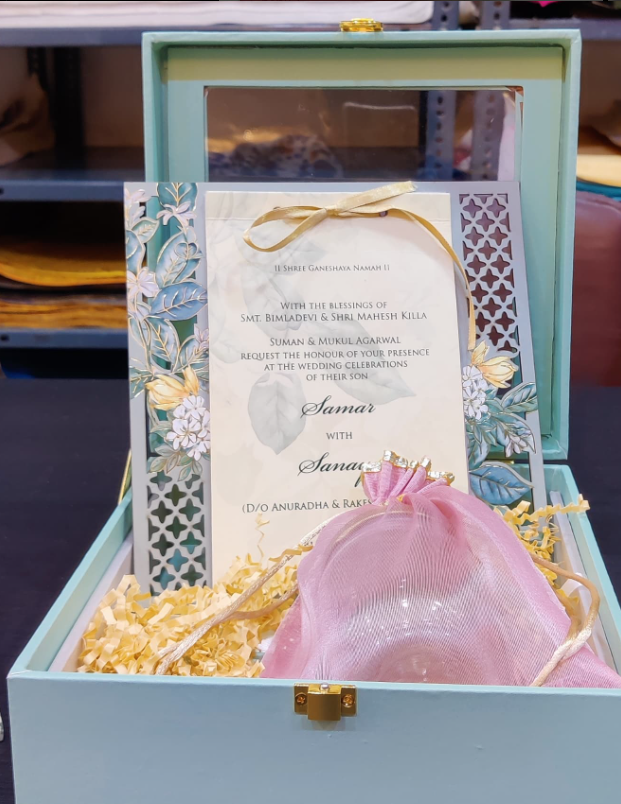 || Shree Ganeshaya Namah ||
With the blessings of
Smt. Bimladevi & Shri Mahesh Killa
Suman & Mukul Agarwal
request the honour of your presence
at the wedding celebrations
of their son
Samar
with
(D/o Anuradha &